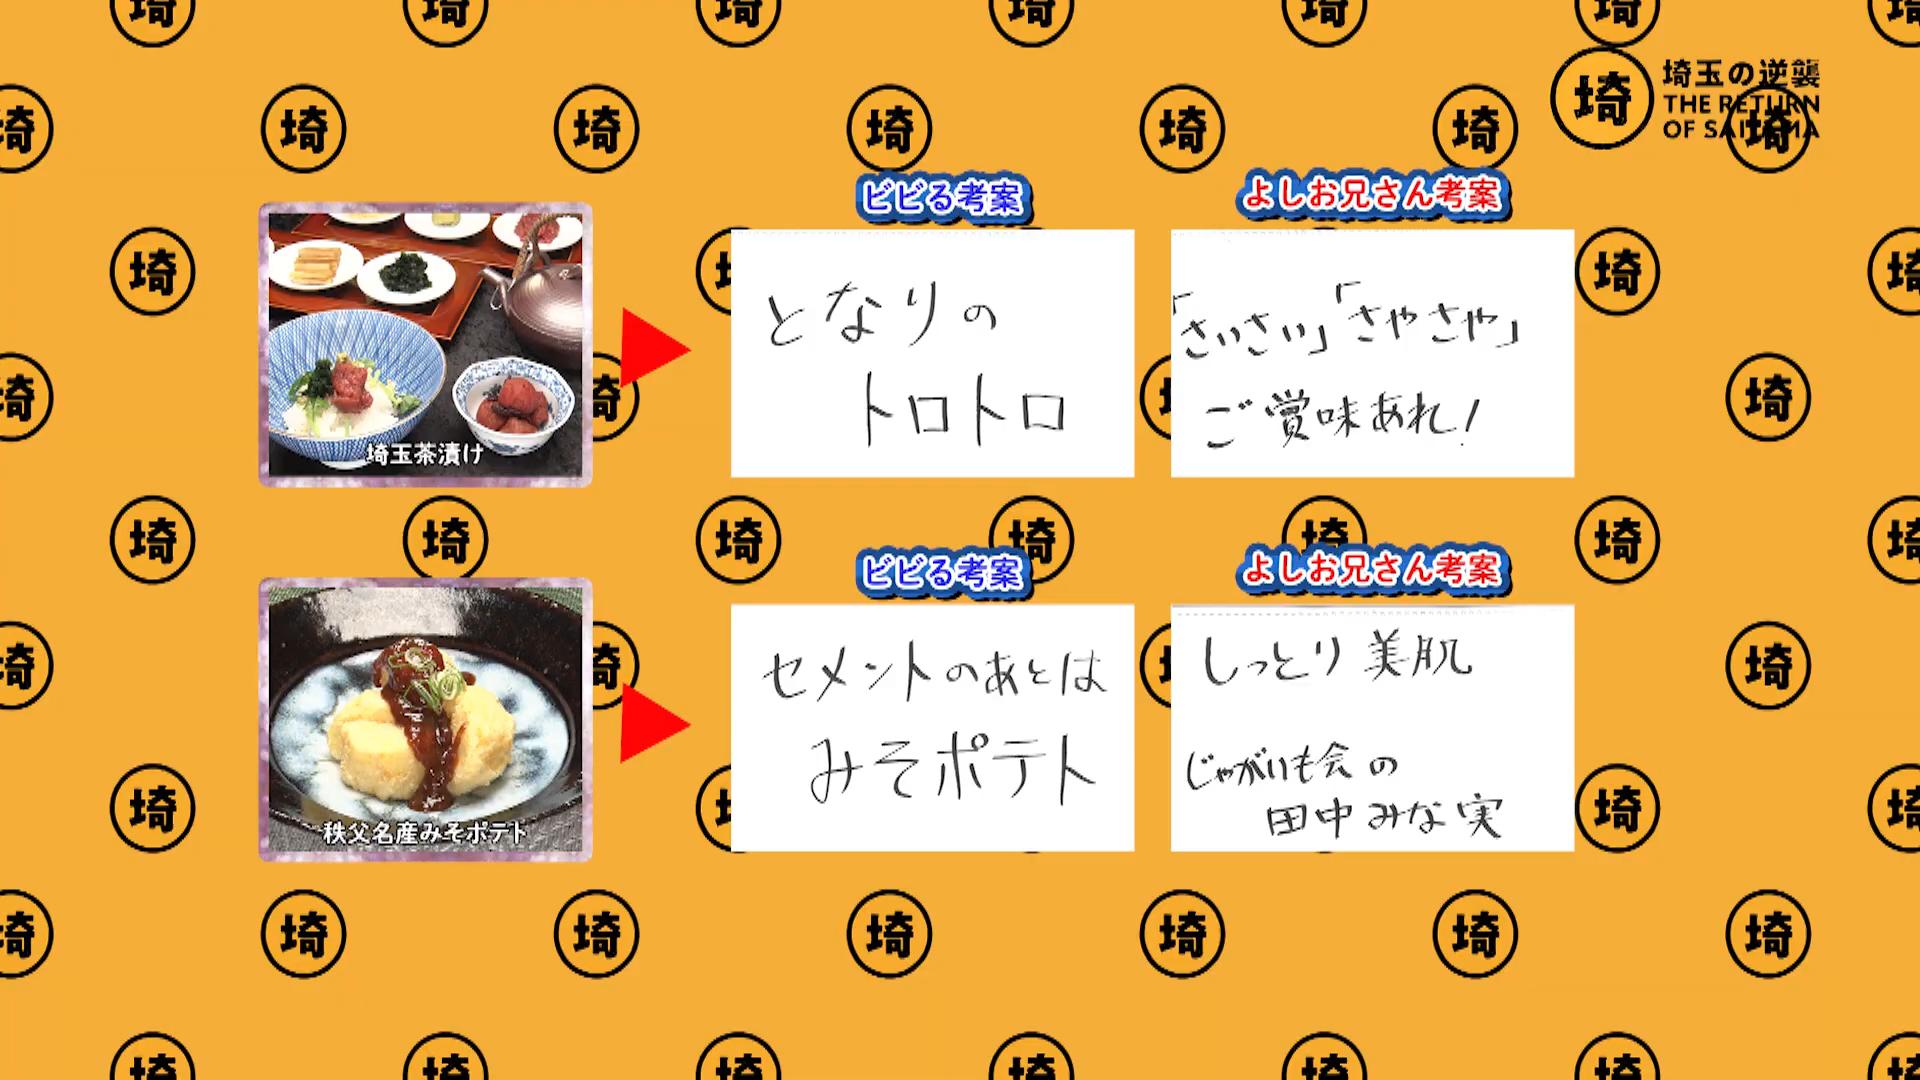 埼玉の逆襲
THE RETURN
OF SAITAMA
埼
ビビる考案
よしお兄さん考案
埼玉茶漬け
となりの
トロトロ
「さいさい」「さやさや」
ご賞味あれ!
ビビる考案
よしお兄さん考案
秩父名産みそポテト
セメントのあとは
みそポテト
しっとり美肌
じゃがいも会の
田中みな実